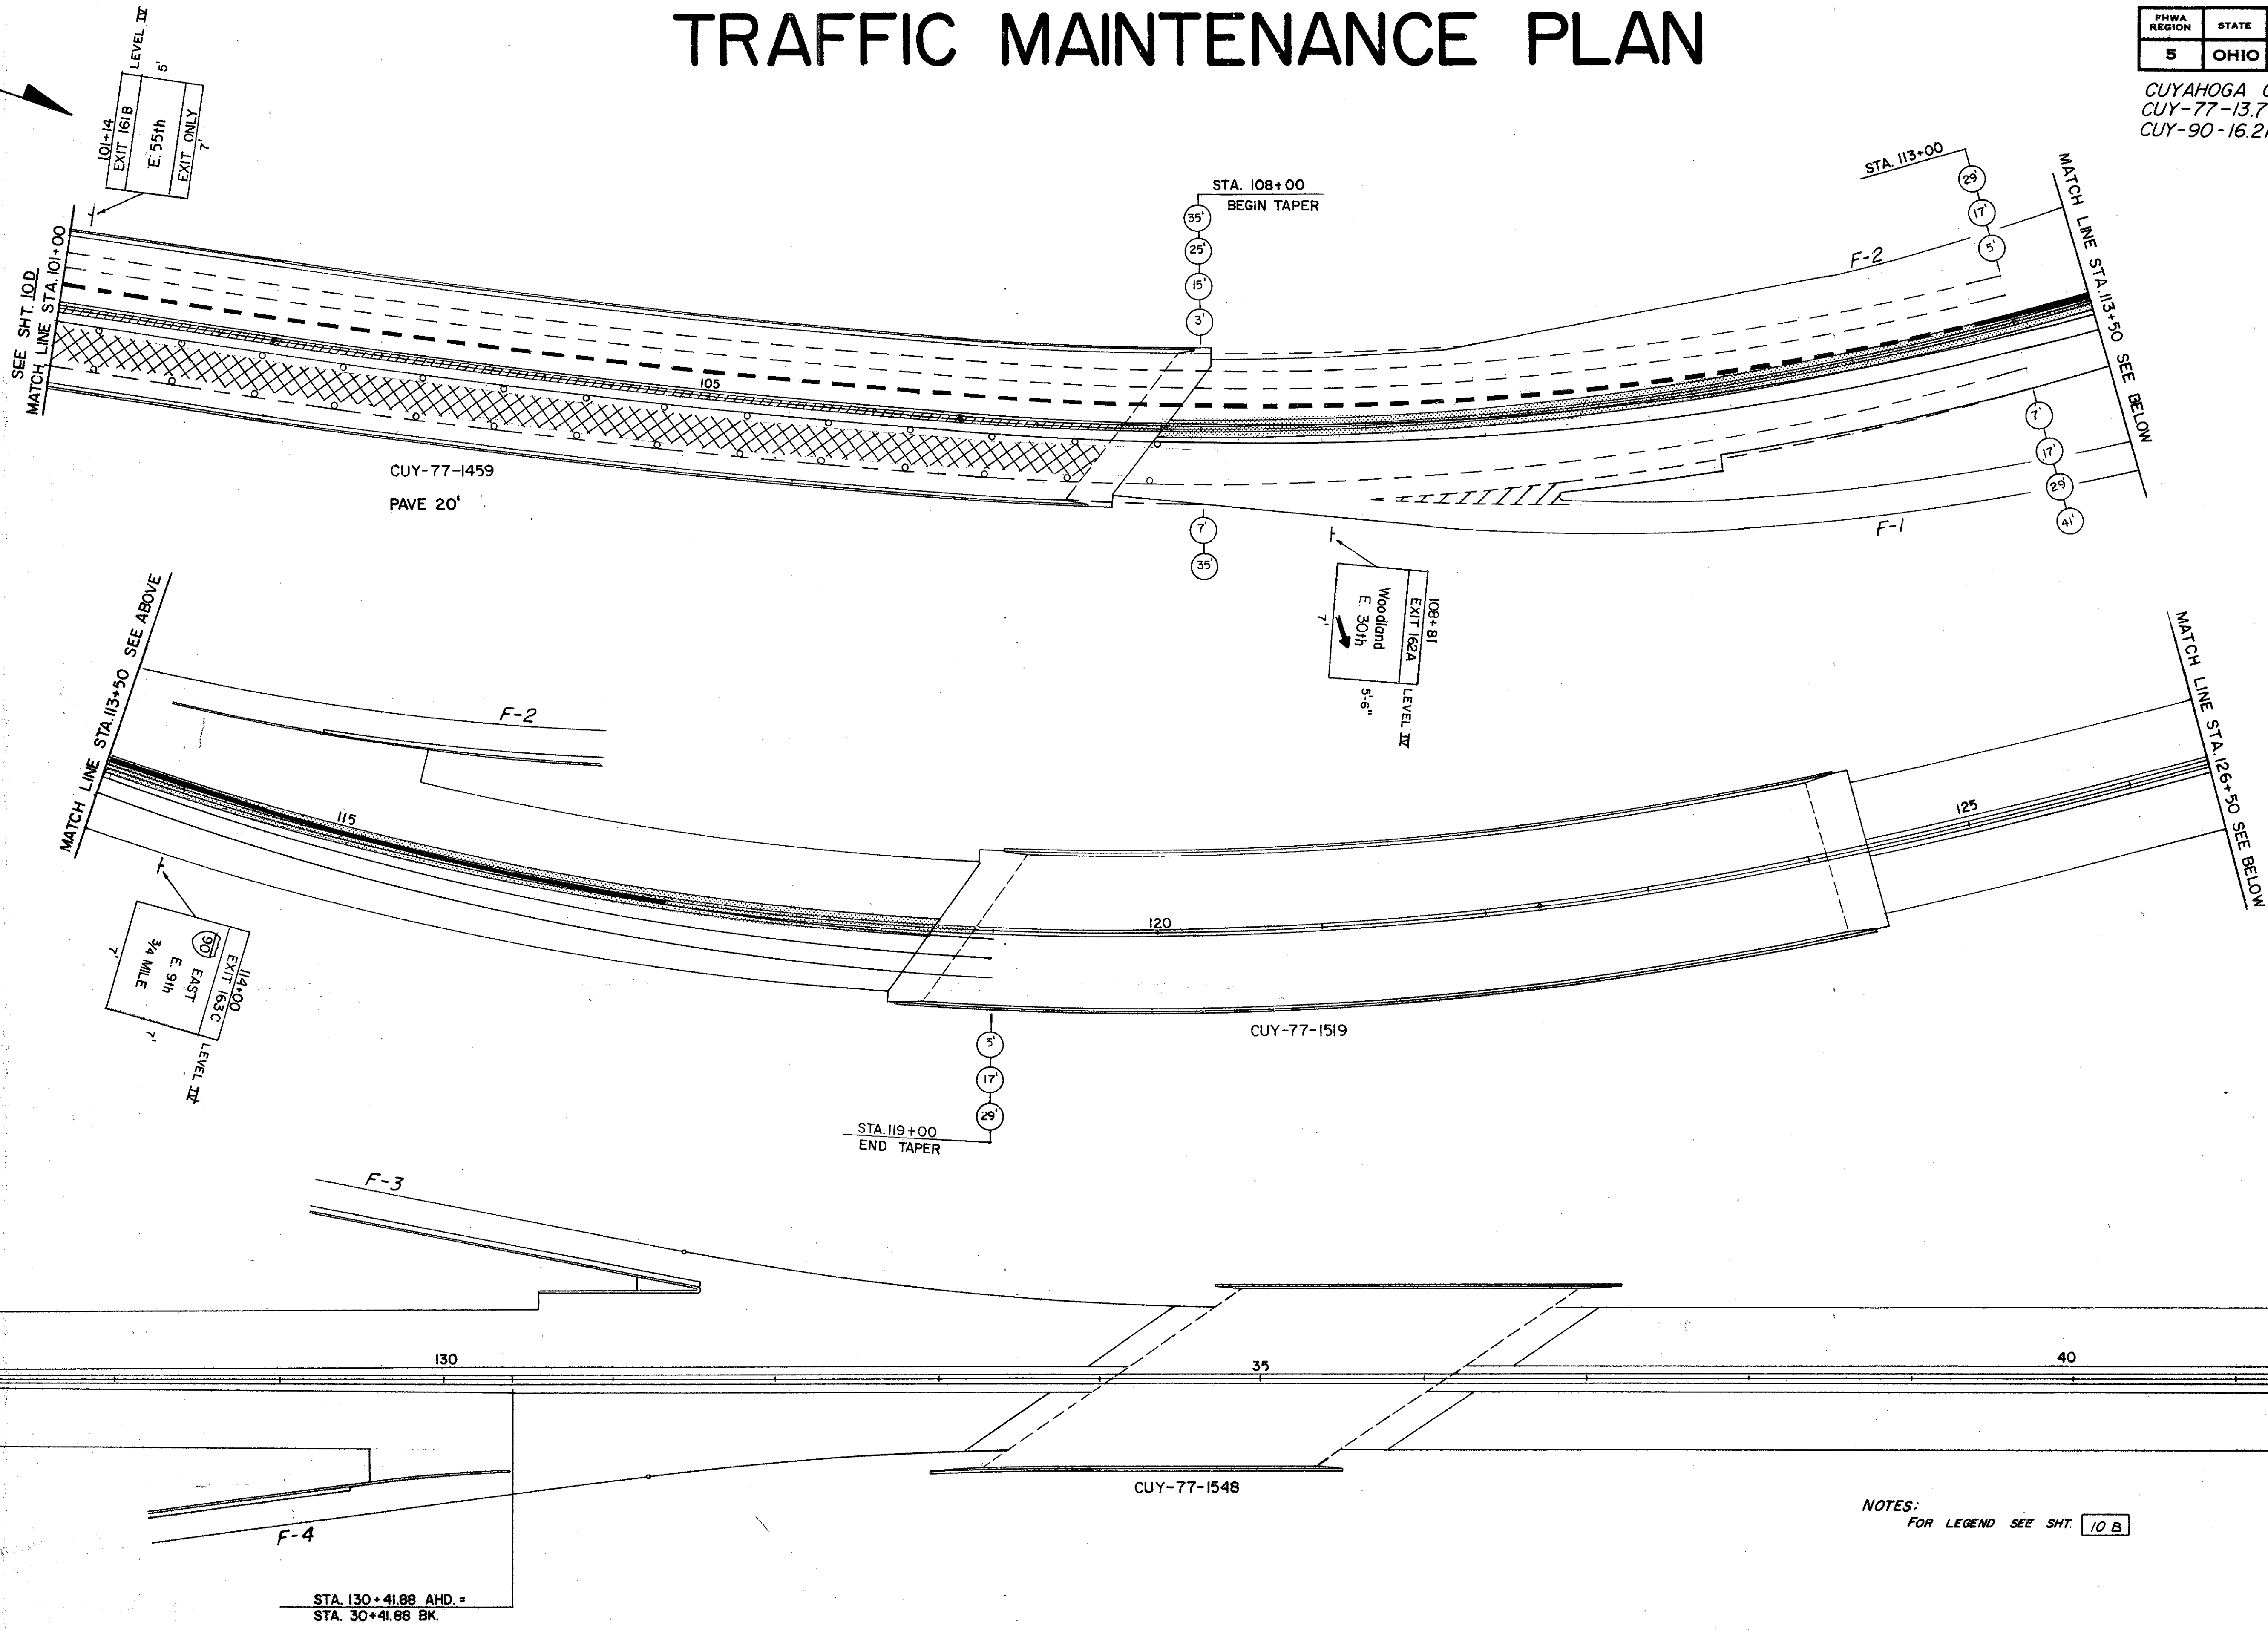 TRAFFIC MAINTENANCE PLAN
FHWA REGION
STATE
5
OHIO
CUYAHOGA
CUY-77-13.7
CUY-90-16.21
LEVEL IV
5'
101+14
EXIT 161B
E. 55th
EXIT ONLY
7'
SEE SHT. 10D
MATCH LINE STA. 101+00
STA. 108+00
BEGIN TAPER
35'
25'
15'
3'
STA. 113+00
29'
17'
5'
F-2
MATCH LINE STA. 113+50 SEE BELOW
105
CUY-77-1459
PAVE 20'
7'
35'
7'
17'
29'
41'
F-1
108+81
EXIT 162A
Woodland
E. 30th
7'
5'-6"
LEVEL IV
MATCH LINE STA. 113+50 SEE ABOVE
F-2
115
120
125
MATCH LINE STA. 126+50 SEE BELOW
114+00
EXIT 163C
90 EAST
E. 9th
3/4 MILE
7'
7'
LEVEL IV
5'
17'
29'
STA. 119+00
END TAPER
CUY-77-1519
F-3
130
35
40
CUY-77-1548
F-4
STA. 130+41.88 AHD. =
STA. 30+41.88 BK.
NOTES:
FOR LEGEND SEE SHT. 10 B